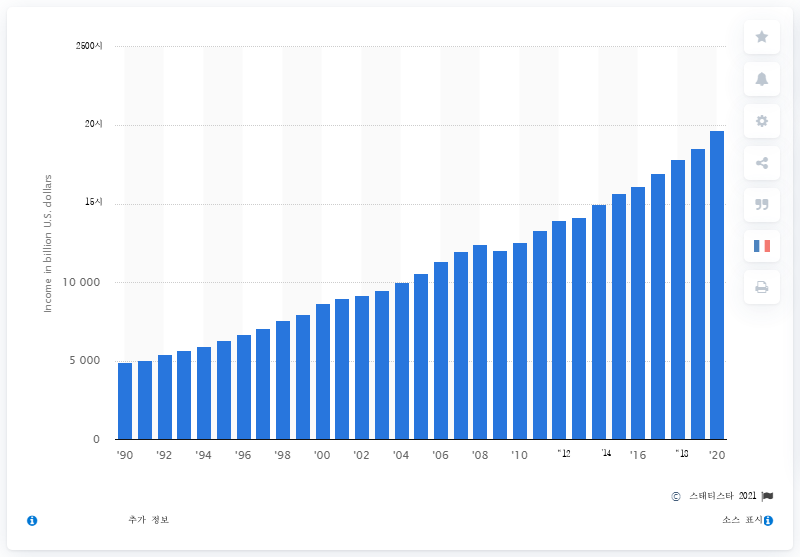 2500시
20시
15시
10 000
5 000
0
Income in billion U.S. dollars
'90 '92 '94 '96 '98 '00 '02 '04 '06 '08 '10 "12 '14 '16 "18 '20
© 스태티스타 2021
추가 정보 소스 표시